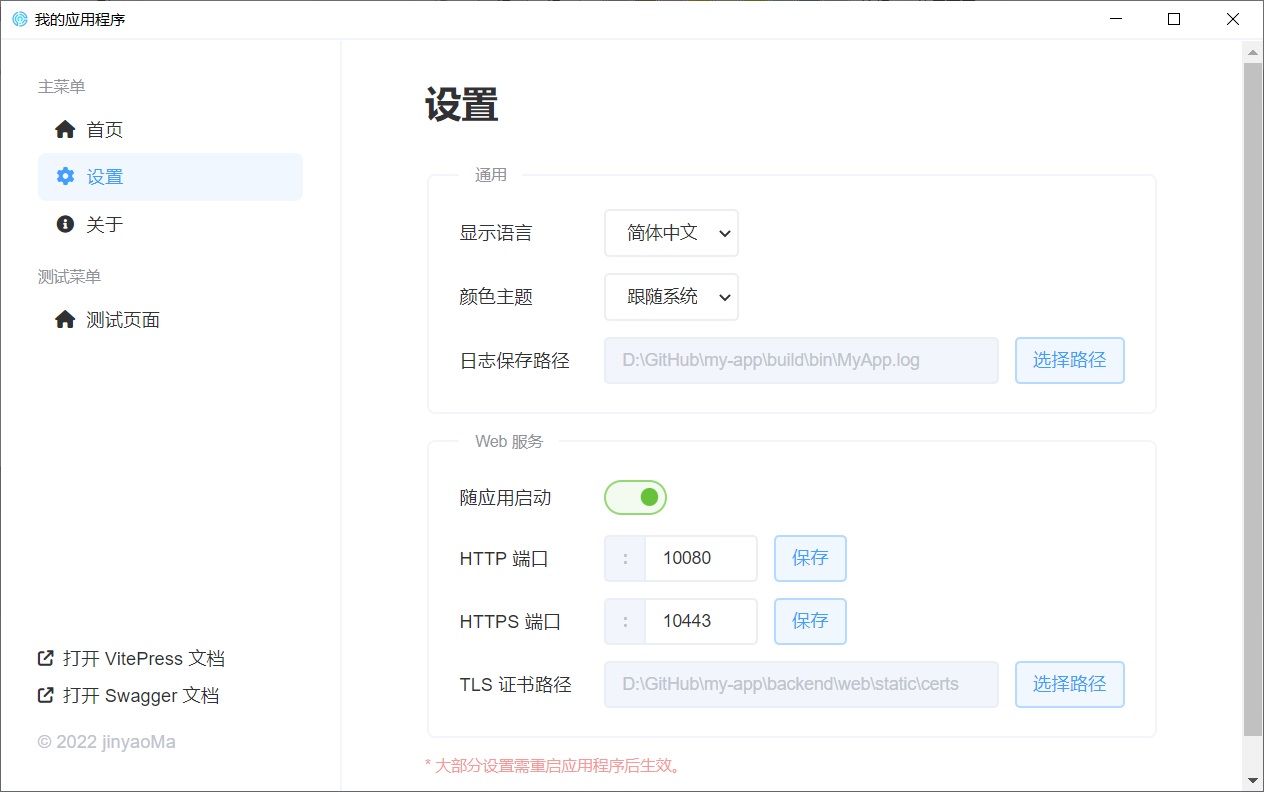 我的应用程序
主菜单
首页
设置
关于
测试菜单
测试页面
打开 VitePress 文档
打开 Swagger 文档
© 2022 jinyaoMa
设置
通用
显示语言 简体中文
颜色主题 跟随系统
日志保存路径 D:\GitHub\my-app\build\bin\MyApp.log 选择路径
Web 服务
随应用启动
HTTP 端口 : 10080 保存
HTTPS 端口 : 10443 保存
TLS 证书路径 D:\GitHub\my-app\backend\web\static\certs 选择路径
* 大部分设置需重启应用程序后生效。